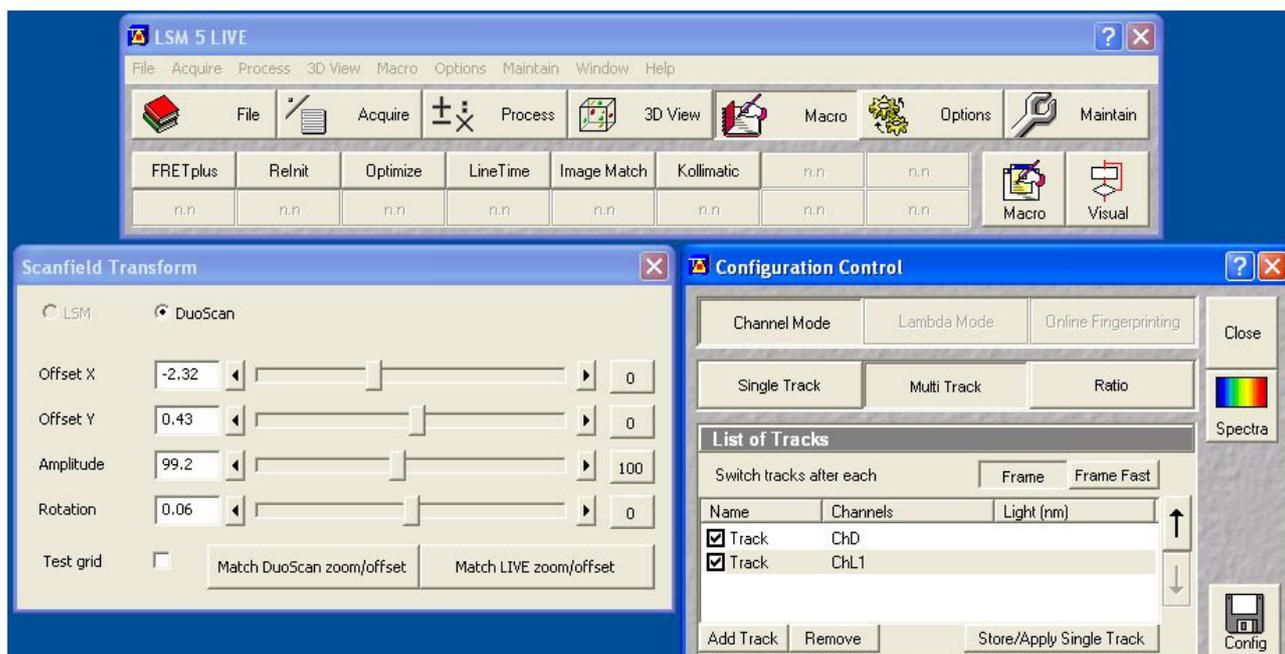 LSM 5 LIVE
File Acquire Process 3D View Macro Options Maintain Window Help
File Acquire Process 3D View Macro Options Maintain
FRETplus ReInit Optimize LineTime Image Match Kollimatic n.n n.n
n.n n.n n.n n.n n.n n.n n.n n.n
Macro Visual
Scanfield Transform
LSM DuoScan
Offset X -2.32 0
Offset Y 0.43 0
Amplitude 99.2 100
Rotation 0.06 0
Test grid Match DuoScan zoom/offset Match LIVE zoom/offset
Configuration Control
Channel Mode Lambda Mode Online Fingerprinting
Close
Single Track Multi Track Ratio
Spectra
List of Tracks
Switch tracks after each Frame Frame Fast
Name Channels Light (nm)
Track ChD
Track ChL1
Add Track Remove Store/Apply Single Track
Config